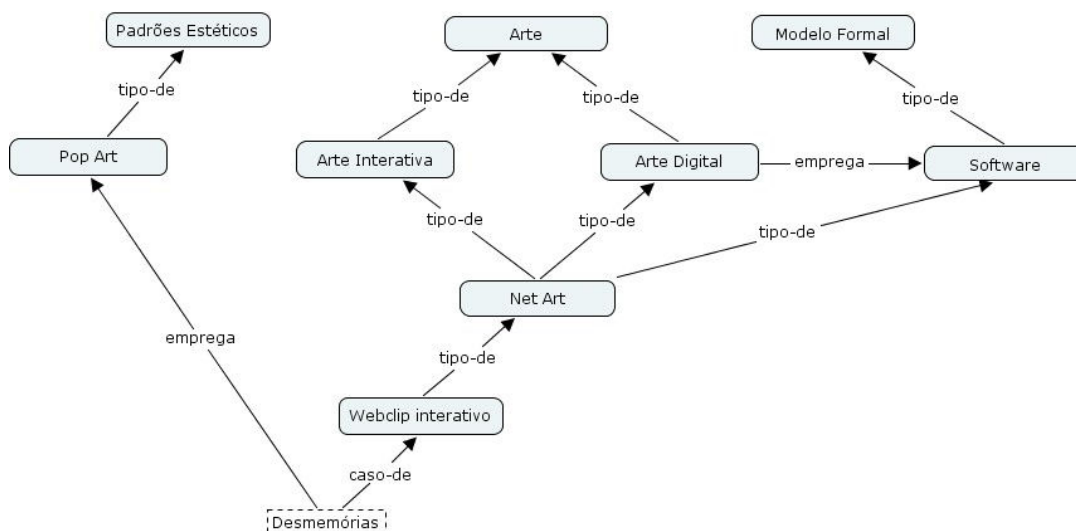 Padrões Estéticos
Arte
Modelo Formal
tipo-de
tipo-de
tipo-de
tipo-de
Pop Art
Arte Interativa
Arte Digital
emprega
Software
tipo-de
tipo-de
tipo-de
Net Art
emprega
tipo-de
Webclip interativo
caso-de
Desmemórias